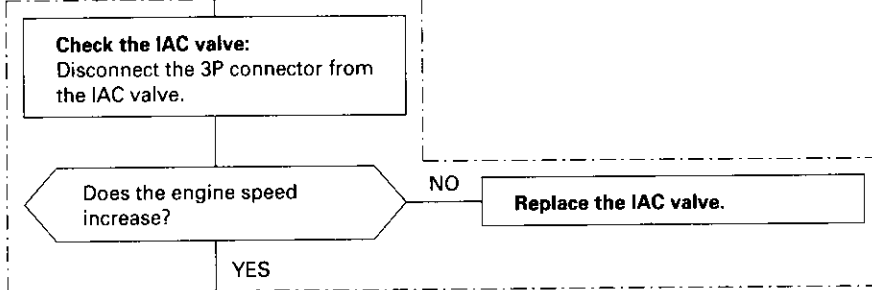 Check the IAC valve:
Disconnect the 3P connector from
the IAC valve.
Does the engine speed
increase?
NO
Replace the IAC valve.
YES